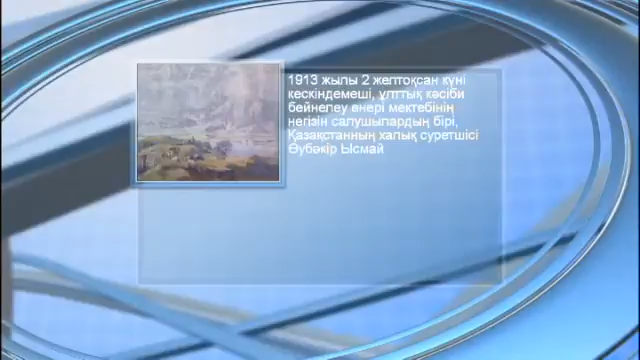 1913 жылы 2 желтоқсан күні
кескіндемеші, ұлттық кәсіби
бейнелеу өнері мектебінің
негізін салушылардың бірі,
Қазақстанның халық суретшісі
Әубәкір Ысмай